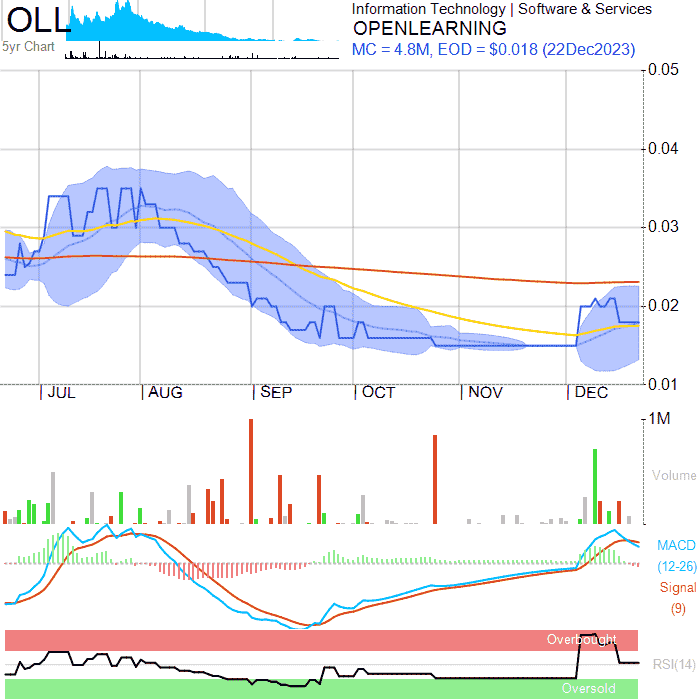 OLL
5yr Chart
Information Technology | Software & Services
OPENLEARNING
MC = 4.8M, EOD = $0.018 (22Dec2023)
0.05
0.04
0.03
0.02
0.01
JUL AUG SEP OCT NOV DEC
1M
Volume
MACD
(12-26)
Signal
(9)
Overbought
RSI(14)
Oversold